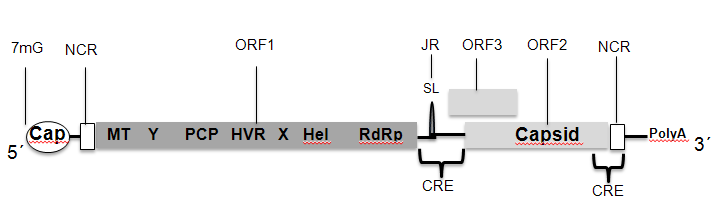 7mG NCR ORF1 JR ORF3 ORF2 NCR
SL
5´ Cap MT Y PCP HVR X Hel RdRp Capsid PolyA 3´
CRE CRE